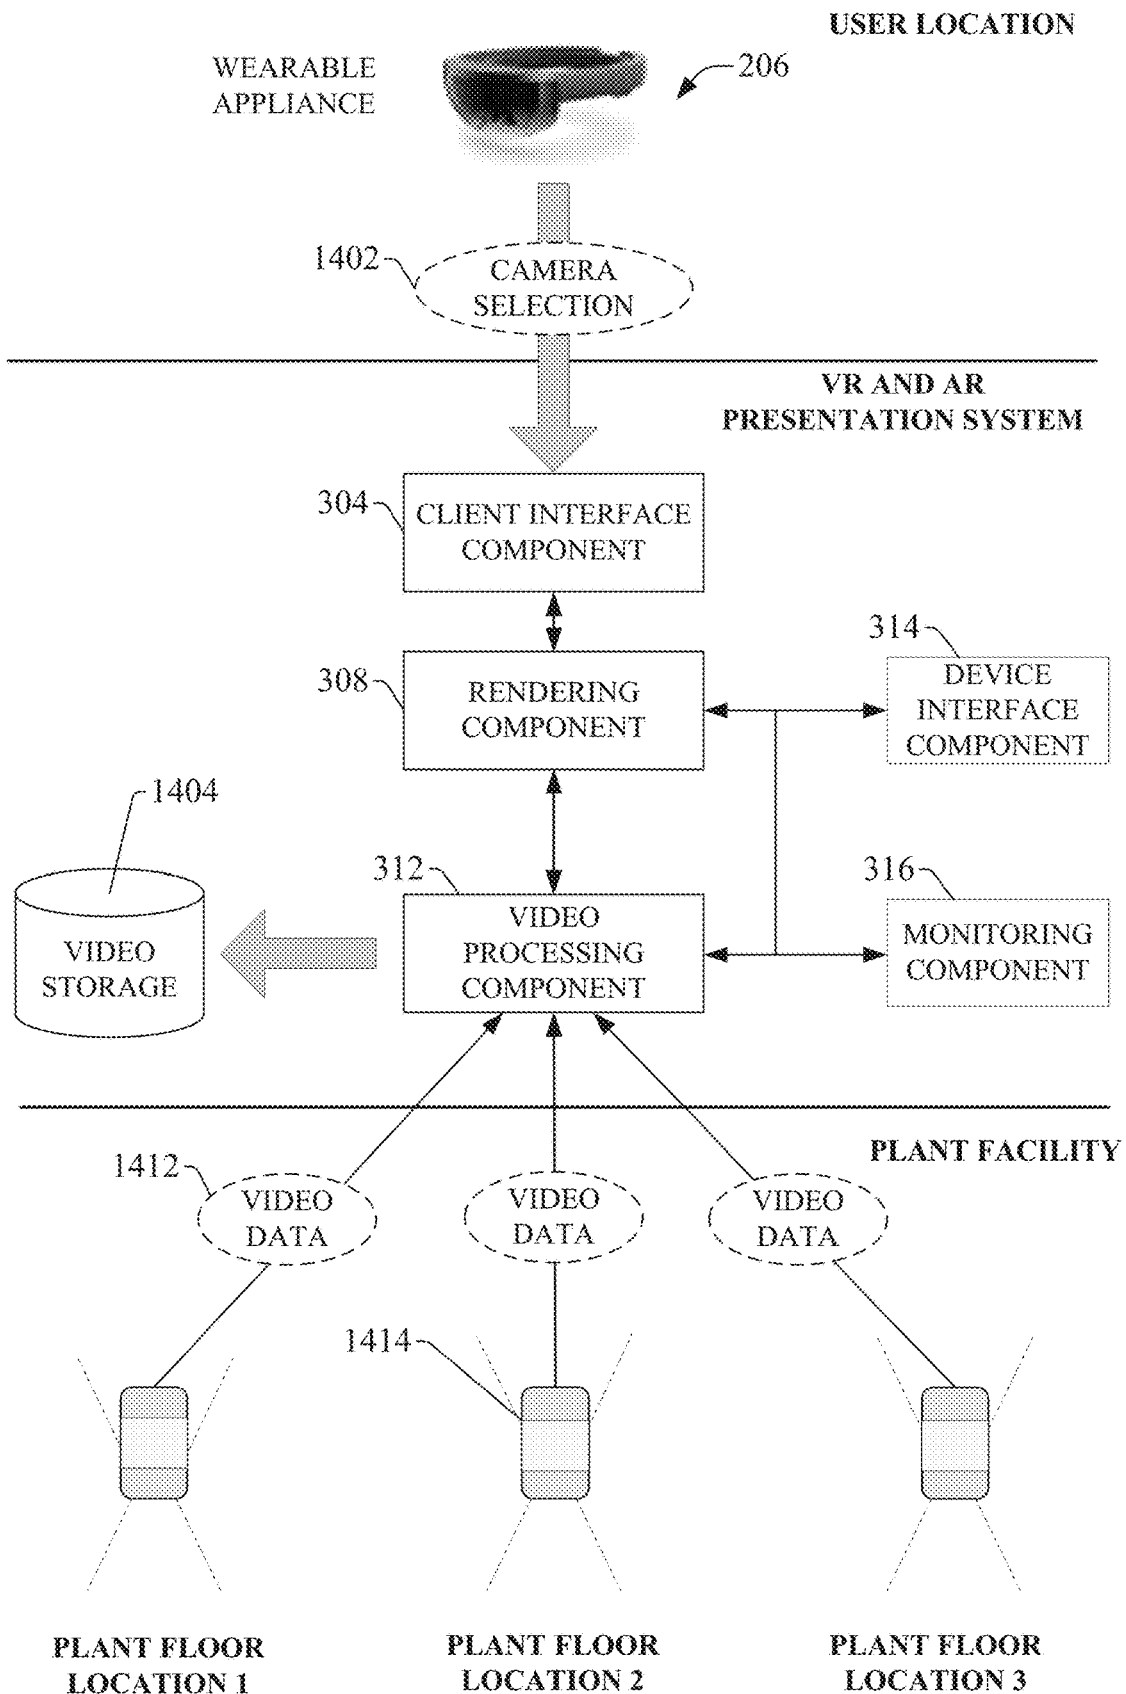 USER LOCATION
WEARABLE
APPLIANCE
206
1402
CAMERA
SELECTION
VR AND AR
PRESENTATION SYSTEM
304
CLIENT INTERFACE
COMPONENT
314
308
RENDERING
COMPONENT
DEVICE
INTERFACE
COMPONENT
1404
312
316
VIDEO
STORAGE
VIDEO
PROCESSING
COMPONENT
MONITORING
COMPONENT
PLANT FACILITY
1412
VIDEO
DATA
VIDEO
DATA
VIDEO
DATA
1414
PLANT FLOOR
LOCATION 1
PLANT FLOOR
LOCATION 2
PLANT FLOOR
LOCATION 3